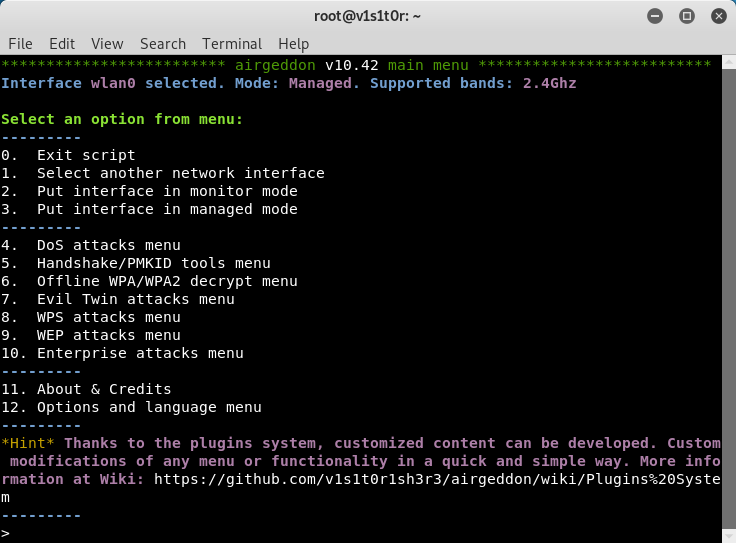 root@v1s1t0r: ~
File Edit View Search Terminal Help
************************* airgeddon v10.42 main menu **************************
Interface wlan0 selected. Mode: Managed. Supported bands: 2.4Ghz
Select an option from menu:
---------
0.  Exit script
1.  Select another network interface
2.  Put interface in monitor mode
3.  Put interface in managed mode
---------
4.  DoS attacks menu
5.  Handshake/PMKID tools menu
6.  Offline WPA/WPA2 decrypt menu
7.  Evil Twin attacks menu
8.  WPS attacks menu
9.  WEP attacks menu
10. Enterprise attacks menu
---------
11. About & Credits
12. Options and language menu
---------
*Hint* Thanks to the plugins system, customized content can be developed. Custom
 modifications of any menu or functionality in a quick and simple way. More info
rmation at Wiki: https://github.com/v1s1t0r1sh3r3/airgeddon/wiki/Plugins%20Syste
m
---------
>